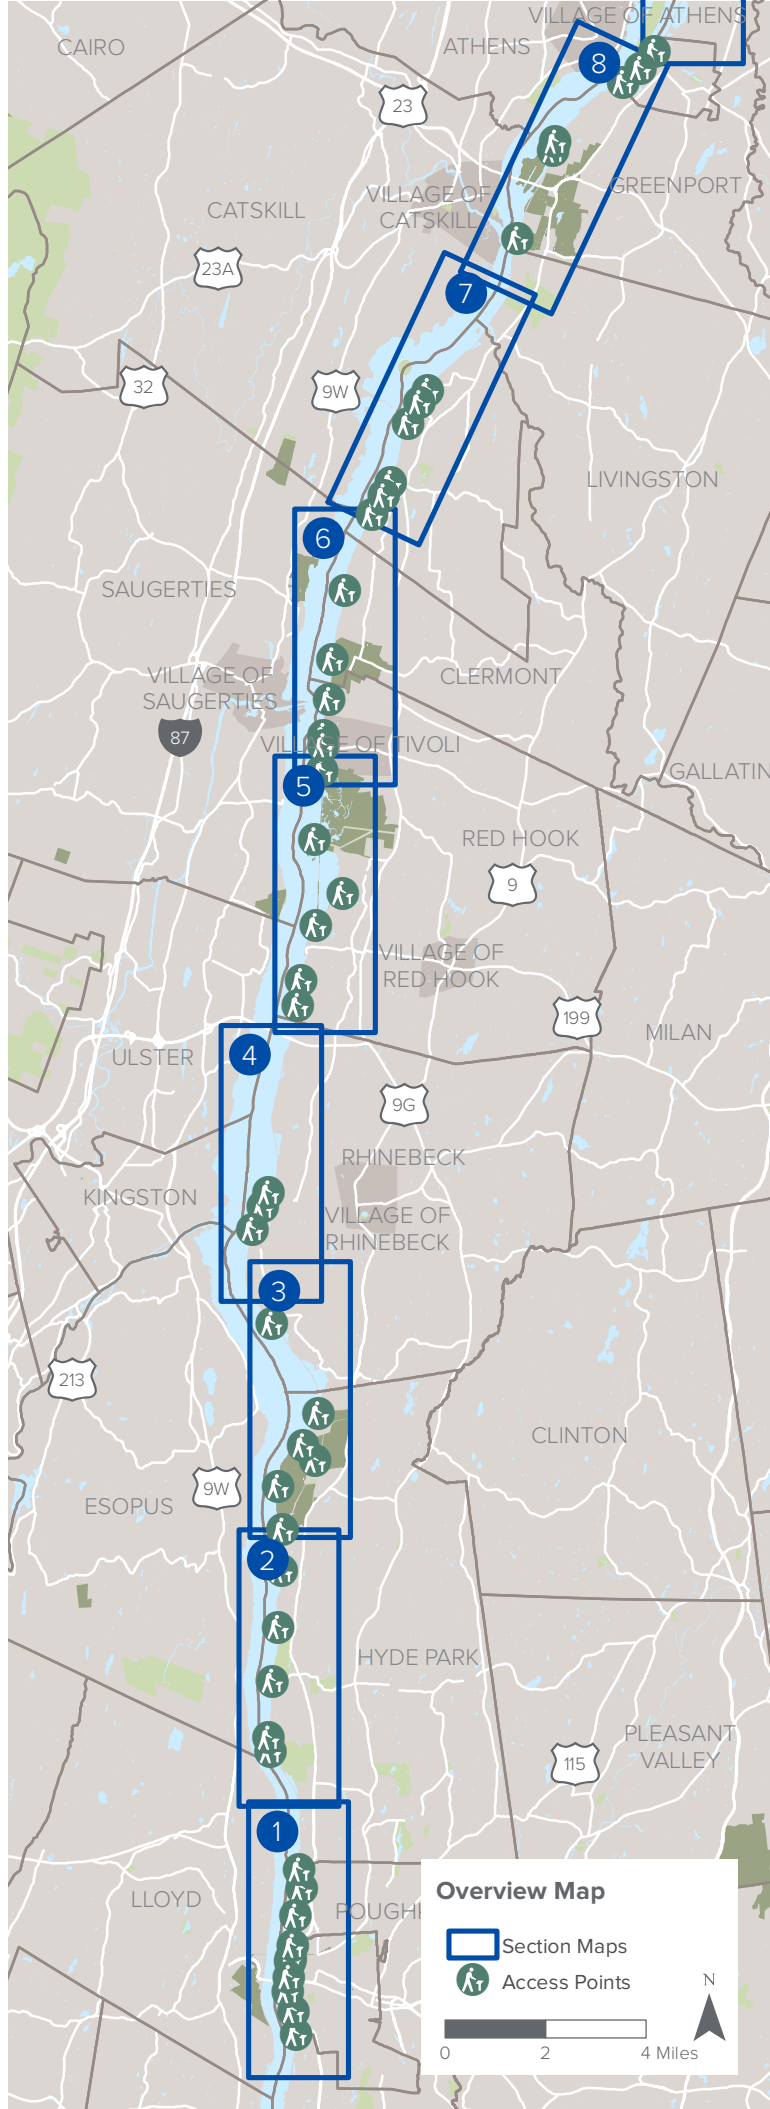 VILLAGE OF ATHENS
CAIRO
ATHENS
8
23
GREENPORT
VILLAGE OF
CATSKILL
CATSKILL
23A
7
32
9W
LIVINGSTON
6
SAUGERTIES
CLERMONT
VILLAGE OF
SAUGERTIES
87
VILLAGE OF TIVOLI
GALLATIN
5
RED HOOK
9
VILLAGE OF
RED HOOK
199
MILAN
4
ULSTER
9G
RHINEBECK
KINGSTON
VILLAGE OF
RHINEBECK
3
213
CLINTON
9W
ESOPUS
2
HYDE PARK
PLEASANT
VALLEY
115
1
LLOYD
Overview Map
Section Maps
Access Points
N
0 2 4 Miles